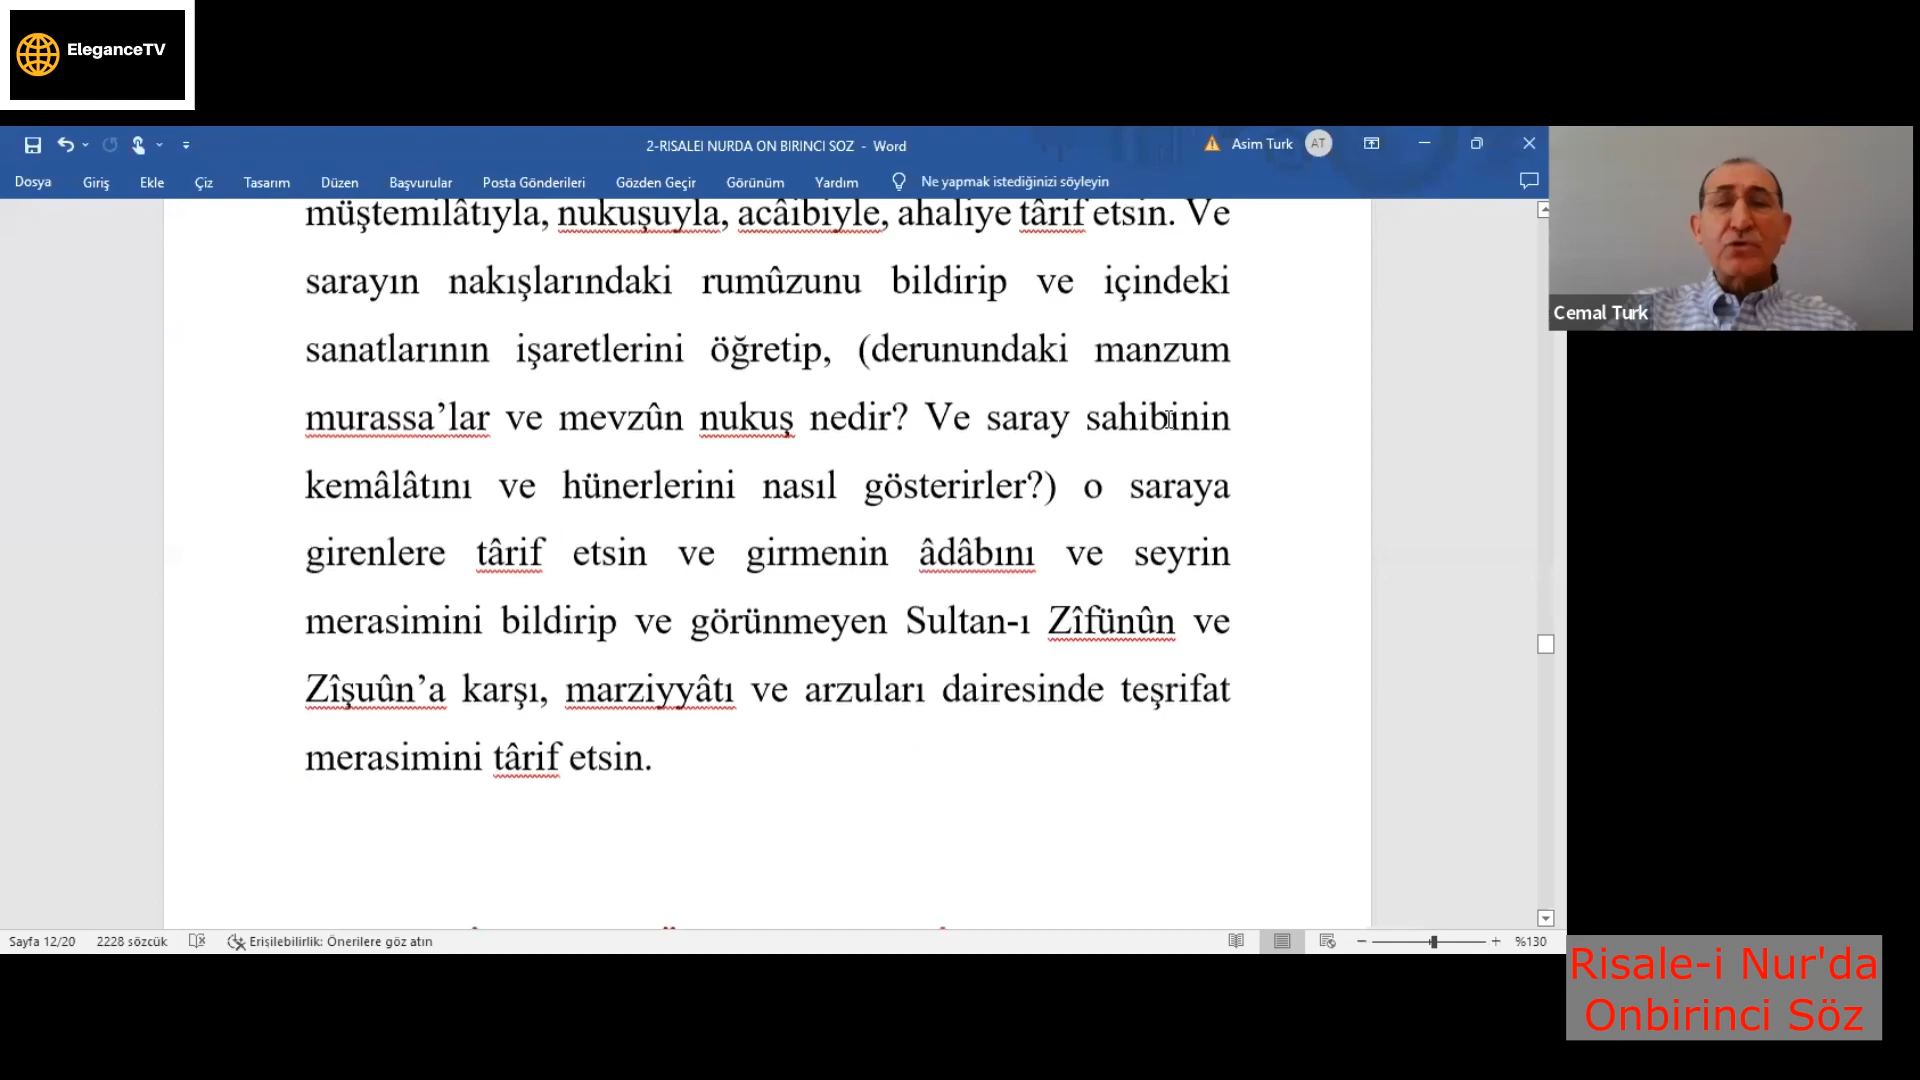 EleganceTV
2-RISALEI NURDA ON BIRINCI SOZ - Word
Asim Turk
AT
Dosya Giriş Ekle Çiz Tasarım Düzen Başvurular Posta Gönderileri Gözden Geçir Görünüm Yardım Ne yapmak istediğinizi söyleyin
müştemilâtıyla, nukuşuyla, acâibiyle, ahaliye târif etsin. Ve
sarayın nakışlarındaki rumûzunu bildirip ve içindeki
sanatlarının işaretlerini öğretip, (derunundaki manzum
murassa’lar ve mevzûn nukuş nedir? Ve saray sahibinin
kemâlâtını ve hünerlerini nasıl gösterirler?) o saraya
girenlere târif etsin ve girmenin âdâbını ve seyrin
merasimini bildirip ve görünmeyen Sultan-ı Zîfünûn ve
Zîşuûn’a karşı, marziyyâtı ve arzuları dairesinde teşrifat
merasimini târif etsin.
Cemal Turk
Sayfa 12/20 2228 sözcük Erişilebilirlik: Önerilere göz atın %130
Risale-i Nur'da
Onbirinci Söz